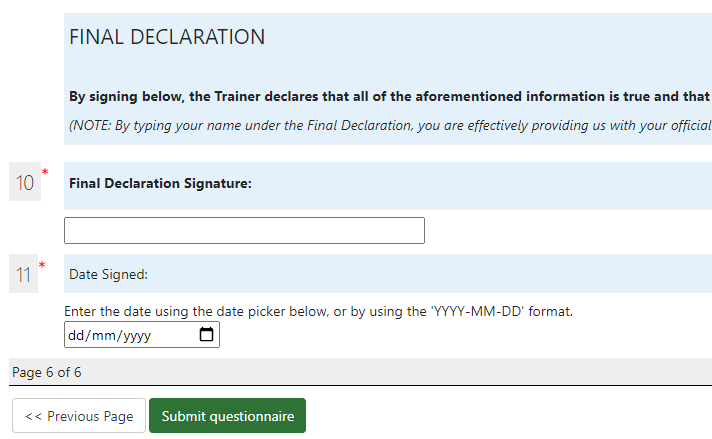 FINAL DECLARATION
By signing below, the Trainer declares that all of the aforementioned information is true and that
(NOTE: By typing your name under the Final Declaration, you are effectively providing us with your official
10 *
Final Declaration Signature:
11 *
Date Signed:
Enter the date using the date picker below, or by using the 'YYYY-MM-DD' format.
dd/mm/yyyy
Page 6 of 6
<< Previous Page
Submit questionnaire